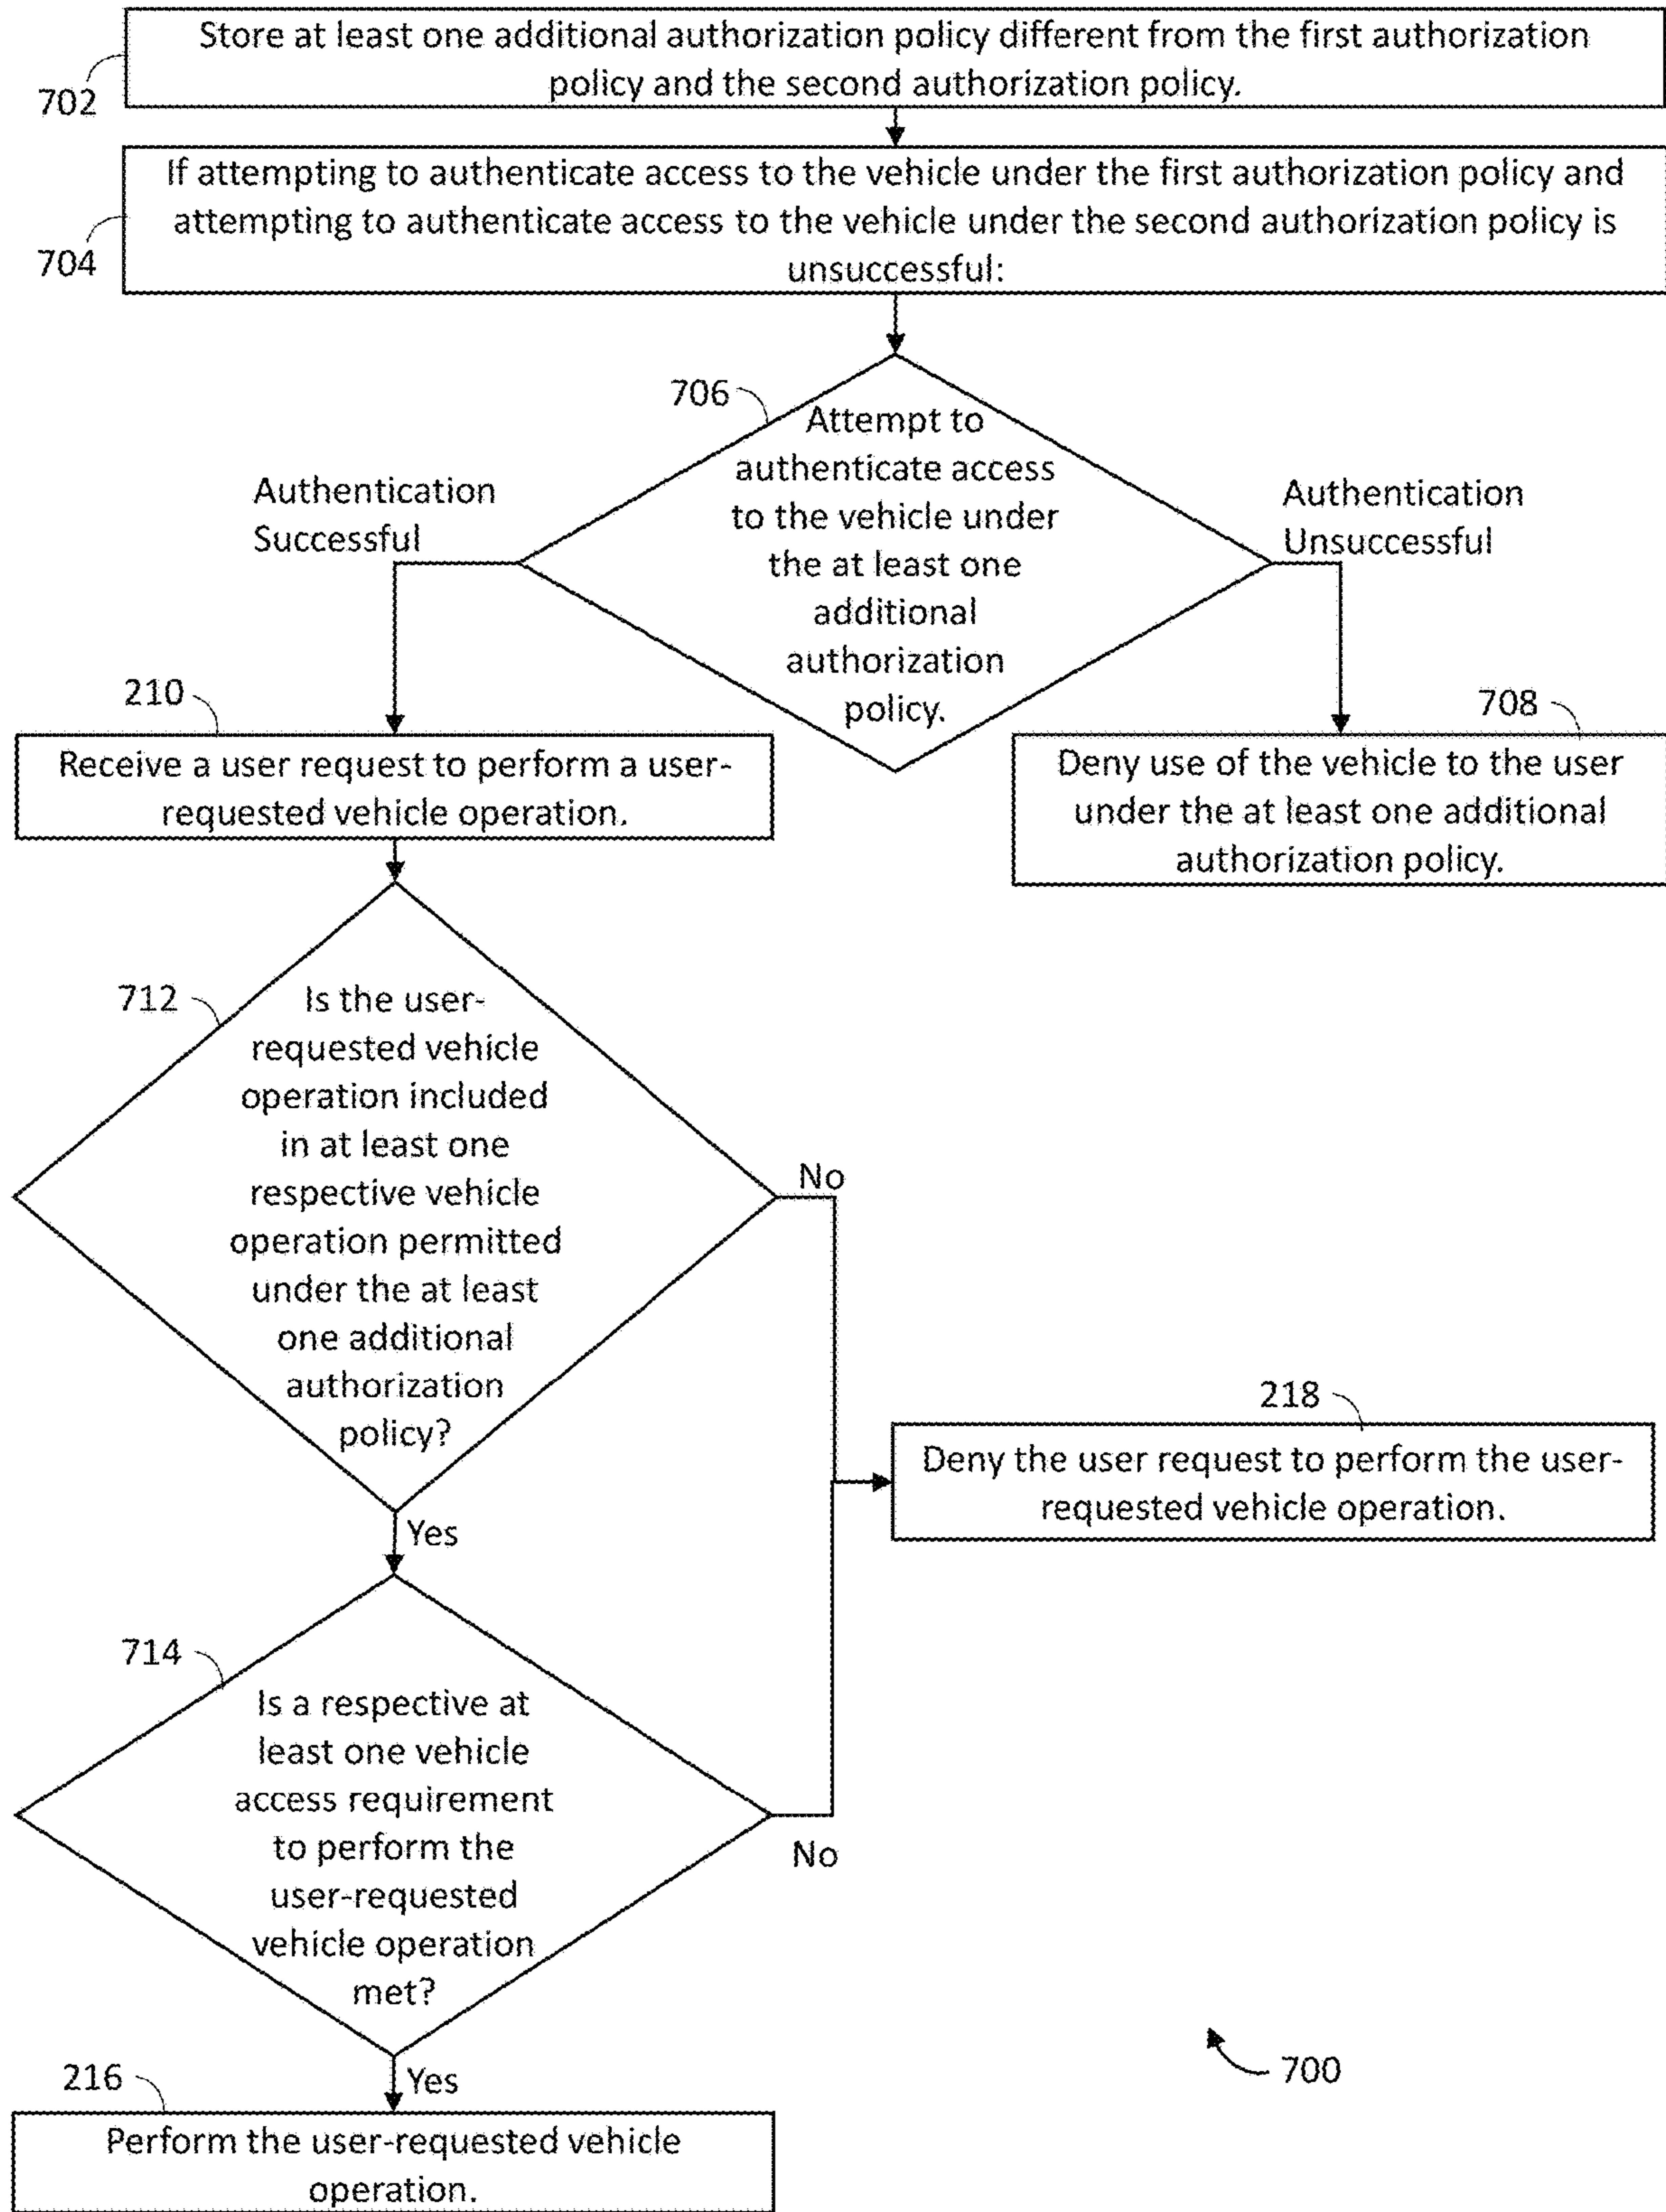 Store at least one additional authorization policy different from the first authorization
policy and the second authorization policy.
702
If attempting to authenticate access to the vehicle under the first authorization policy and
attempting to authenticate access to the vehicle under the second authorization policy is
unsuccessful:
704
706
Attempt to
authenticate access
to the vehicle under
the at least one
additional
authorization
policy.
Authentication
Successful
Authentication
Unsuccessful
210
Receive a user request to perform a user-
requested vehicle operation.
708
Deny use of the vehicle to the user
under the at least one additional
authorization policy.
712
Is the user-
requested vehicle
operation included
in at least one
respective vehicle
operation permitted
under the at least
one additional
authorization
policy?
No
Yes
218
Deny the user request to perform the user-
requested vehicle operation.
714
Is a respective at
least one vehicle
access requirement
to perform the
user-requested
vehicle operation
met?
No
Yes
216
Perform the user-requested vehicle
operation.
700